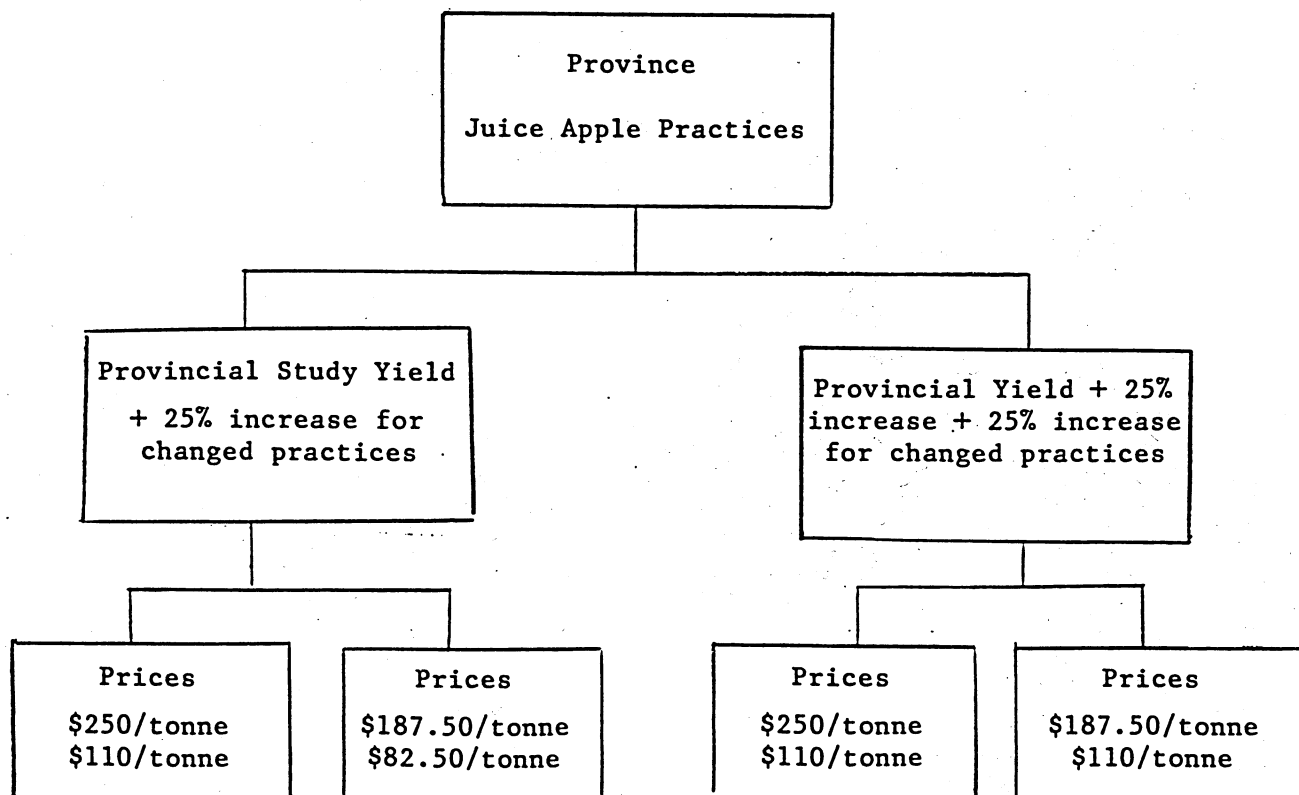 Province
Juice Apple Practices
Provincial Study Yield
+ 25% increase for
changed practices
Provincial Yield + 25%
increase + 25% increase
for changed practices
Prices
$250/tonne
$110/tonne
Prices
$187.50/tonne
$82.50/tonne
Prices
$250/tonne
$110/tonne
Prices
$187.50/tonne
$110/tonne